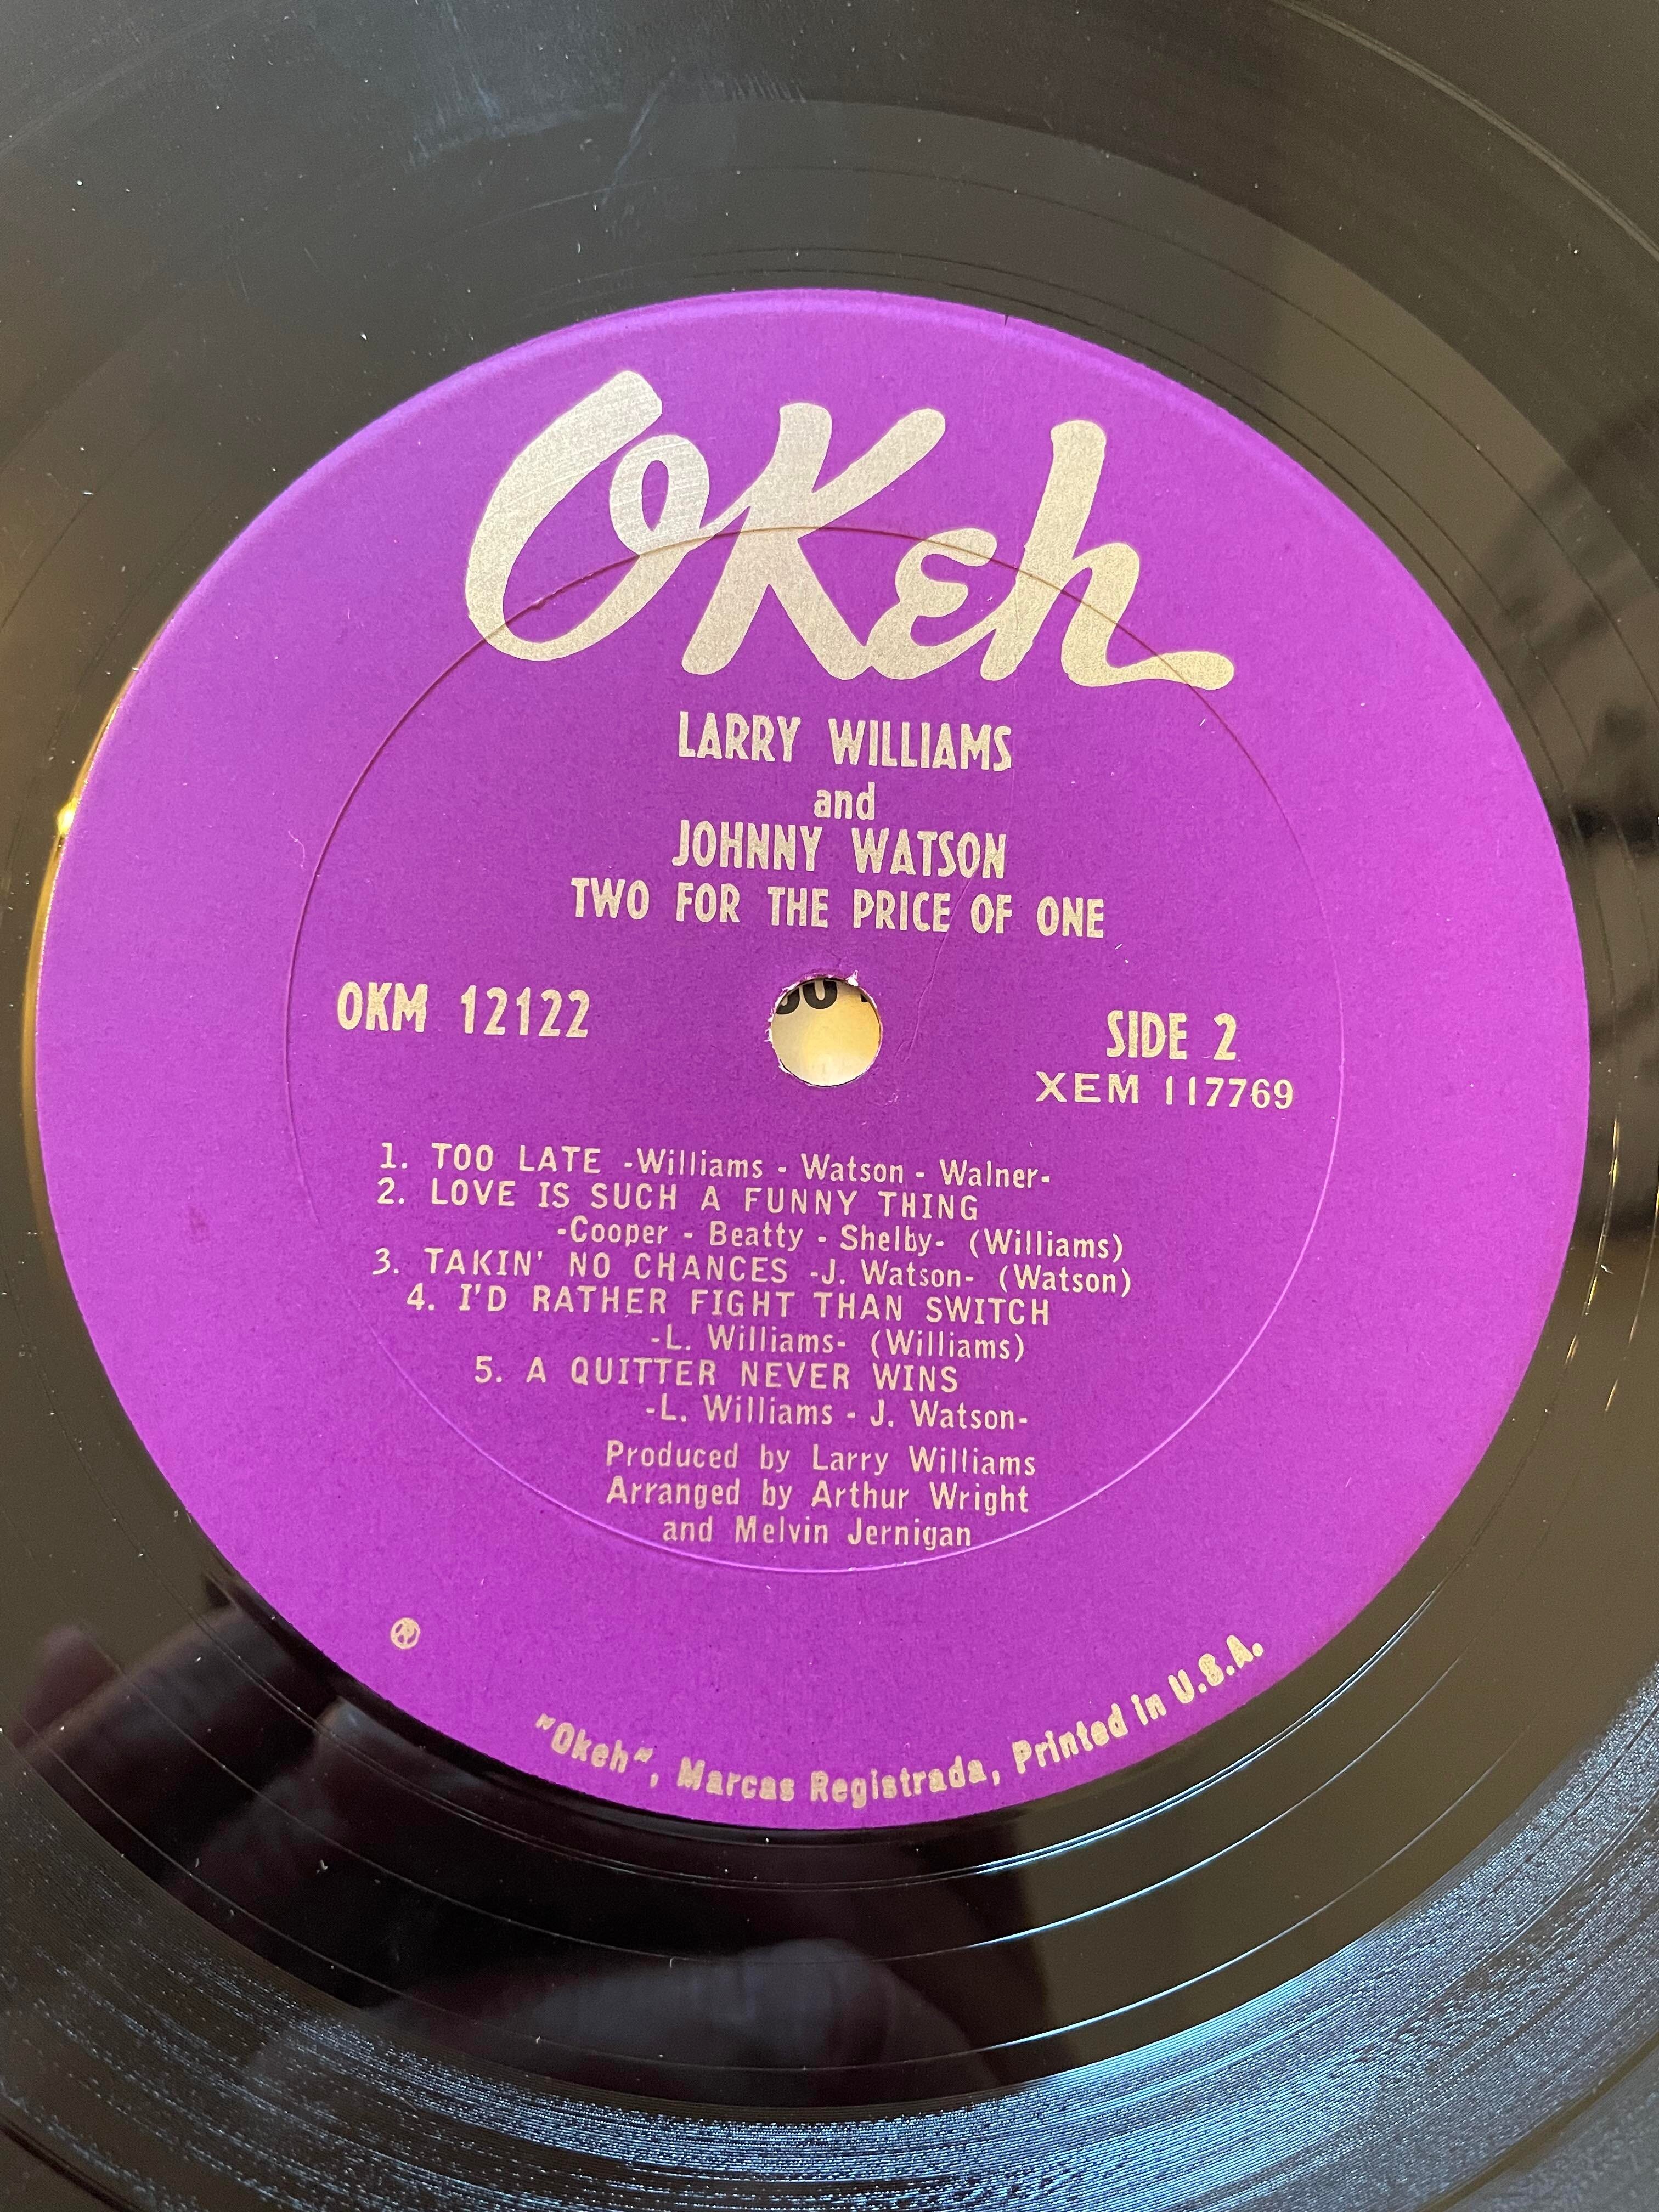 OKeh
LARRY WILLIAMS
and
JOHNNY WATSON
TWO FOR THE PRICE OF ONE
OKM 12122
SIDE 2
XEM 117769
1. TOO LATE -Williams - Watson - Walner-
2. LOVE IS SUCH A FUNNY THING
-Cooper - Beatty - Shelby- (Williams)
3. TAKIN' NO CHANCES -J. Watson- (Watson)
4. I'D RATHER FIGHT THAN SWITCH
-L. Williams- (Williams)
5. A QUITTER NEVER WINS
-L. Williams - J. Watson-
Produced by Larry Williams
Arranged by Arthur Wright
and Melvin Jernigan
®
"Okeh", Marcas Registrada, Printed in U.S.A.